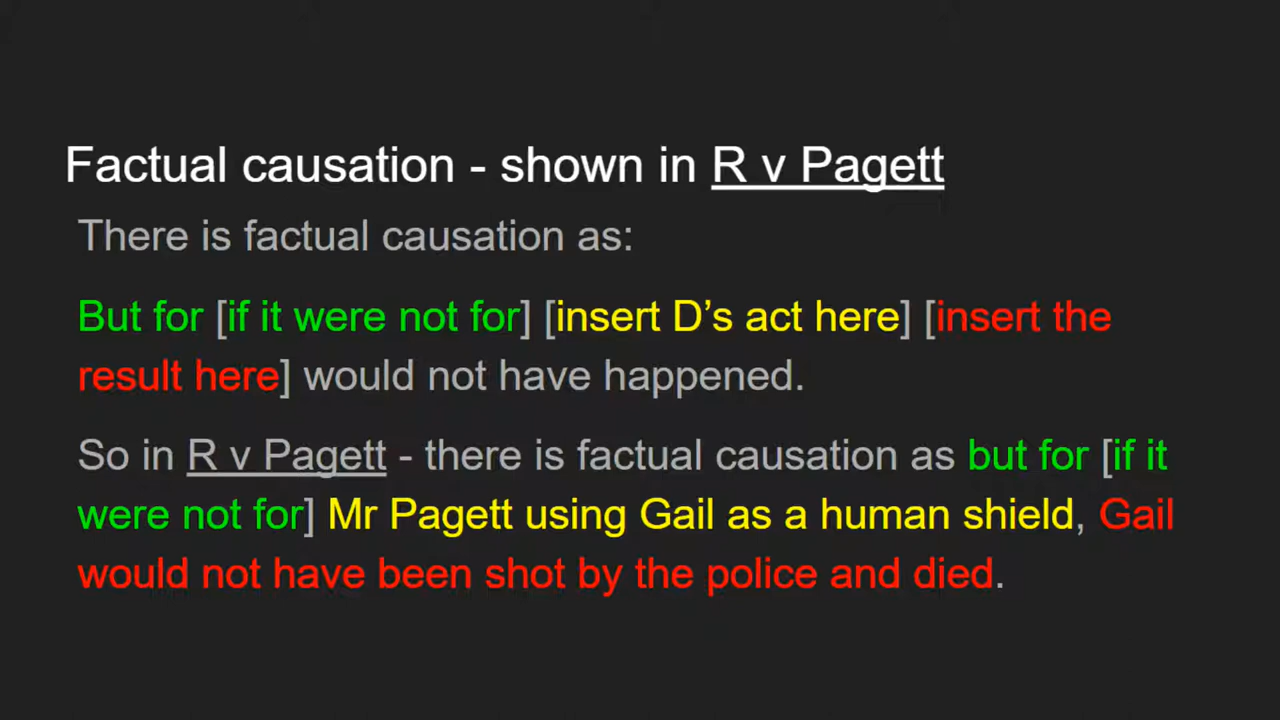 Factual causation - shown in R v Pagett
There is factual causation as:
But for [if it were not for] [insert D’s act here] [insert the
result here] would not have happened.
So in R v Pagett - there is factual causation as but for [if it
were not for] Mr Pagett using Gail as a human shield, Gail
would not have been shot by the police and died.